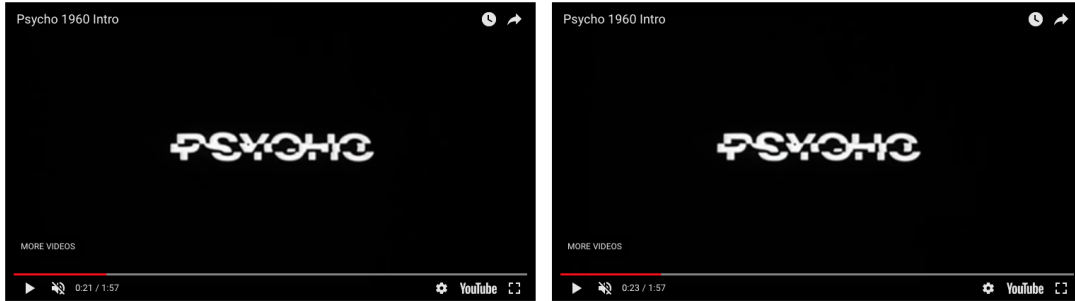 Psycho 1960 Intro
PSYCHO
MORE VIDEOS
0:21 / 1:57
YouTube
Psycho 1960 Intro
PSYCHO
MORE VIDEOS
0:23 / 1:57
YouTube